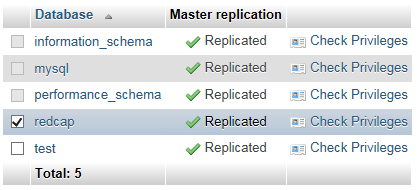 Database Master replication
information_schema Replicated Check Privileges
mysql Replicated Check Privileges
performance_schema Replicated Check Privileges
redcap Replicated Check Privileges
test Replicated Check Privileges
Total: 5